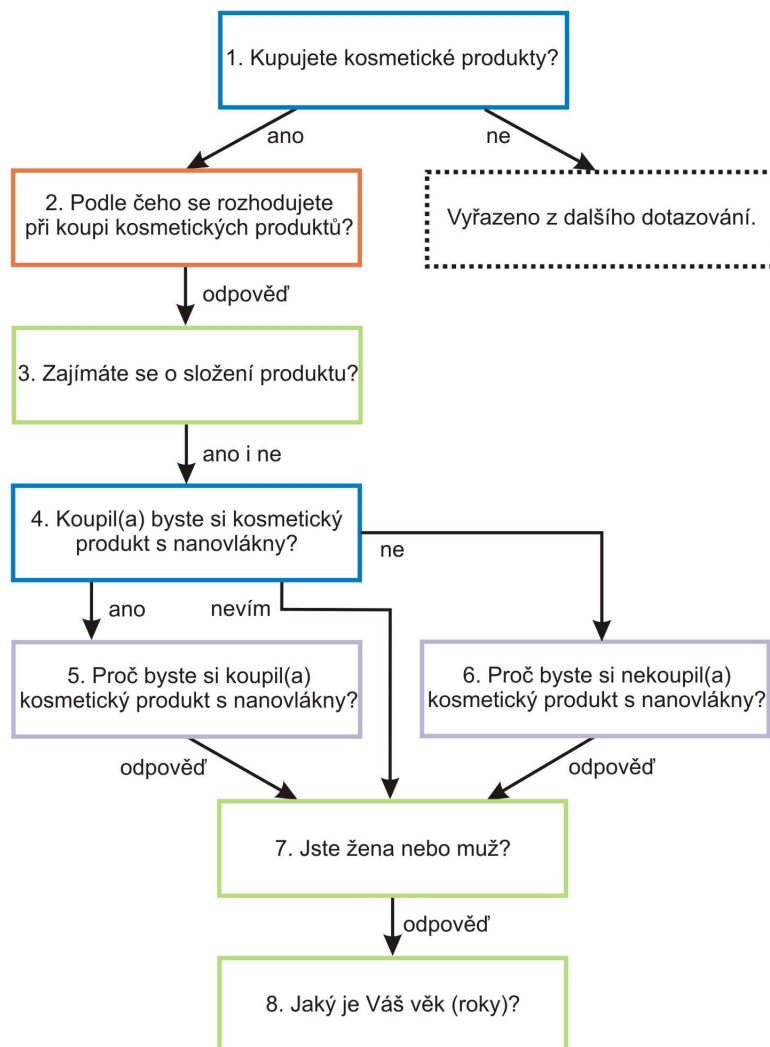 1. Kupujete kosmetické produkty?
ano
ne
2. Podle čeho se rozhodujete
při koupi kosmetických produktů?
Vyřazeno z dalšího dotazování.
odpověď
3. Zajímáte se o složení produktu?
ano i ne
4. Koupil(a) byste si kosmetický
produkt s nanovlákny?
ne
ano
nevím
5. Proč byste si koupil(a)
kosmetický produkt s nanovlákny?
6. Proč byste si nekoupil(a)
kosmetický produkt s nanovlákny?
odpověď
odpověď
7. Jste žena nebo muž?
odpověď
8. Jaký je Váš věk (roky)?